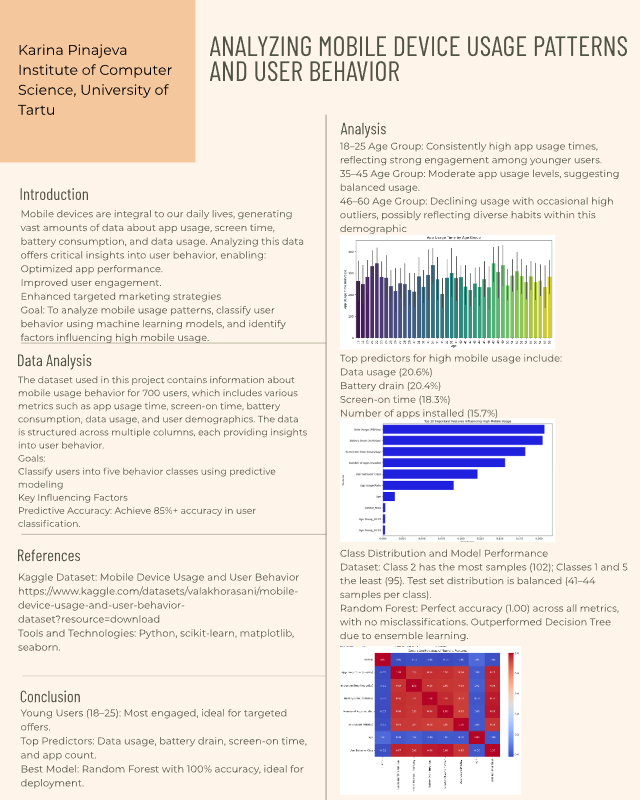 Karina Pinajeva
Institute of Computer
Science, University of
Tartu
ANALYZING MOBILE DEVICE USAGE PATTERNS
AND USER BEHAVIOR
Introduction
Mobile devices are integral to our daily lives, generating
vast amounts of data about app usage, screen time,
battery consumption, and data usage. Analyzing this data
offers critical insights into user behavior, enabling:
Optimized app performance.
Improved user engagement.
Enhanced targeted marketing strategies
Goal: To analyze mobile usage patterns, classify user
behavior using machine learning models, and identify
factors influencing high mobile usage.
Data Analysis
The dataset used in this project contains information about
mobile usage behavior for 700 users, which includes various
metrics such as app usage time, screen-on time, battery
consumption, data usage, and user demographics. The data
is structured across multiple columns, each providing insights
into user behavior.
Goals:
Classify users into five behavior classes using predictive
modeling
Key Influencing Factors
Predictive Accuracy: Achieve 85%+ accuracy in user
classification.
References
Kaggle Dataset: Mobile Device Usage and User Behavior
https://www.kaggle.com/datasets/valakhorasani/mobile-
device-usage-and-user-behavior-
dataset?resource=download
Tools and Technologies: Python, scikit-learn, matplotlib,
seaborn.
Conclusion
Young Users (18–25): Most engaged, ideal for targeted
offers.
Top Predictors: Data usage, battery drain, screen-on time,
and app count.
Best Model: Random Forest with 100% accuracy, ideal for
deployment.
Analysis
18–25 Age Group: Consistently high app usage times,
reflecting strong engagement among younger users.
35–45 Age Group: Moderate app usage levels, suggesting
balanced usage.
46–60 Age Group: Declining usage with occasional high
outliers, possibly reflecting diverse habits within this
demographic
App Usage Time by Age Group
Top predictors for high mobile usage include:
Data usage (20.6%)
Battery drain (20.4%)
Screen-on time (18.3%)
Number of apps installed (15.7%)
Top 10 Important Features Influencing High Mobile Usage
Class Distribution and Model Performance
Dataset: Class 2 has the most samples (102); Classes 1 and 5
the least (95). Test set distribution is balanced (41–44
samples per class).
Random Forest: Perfect accuracy (1.00) across all metrics,
with no misclassifications. Outperformed Decision Tree
due to ensemble learning.